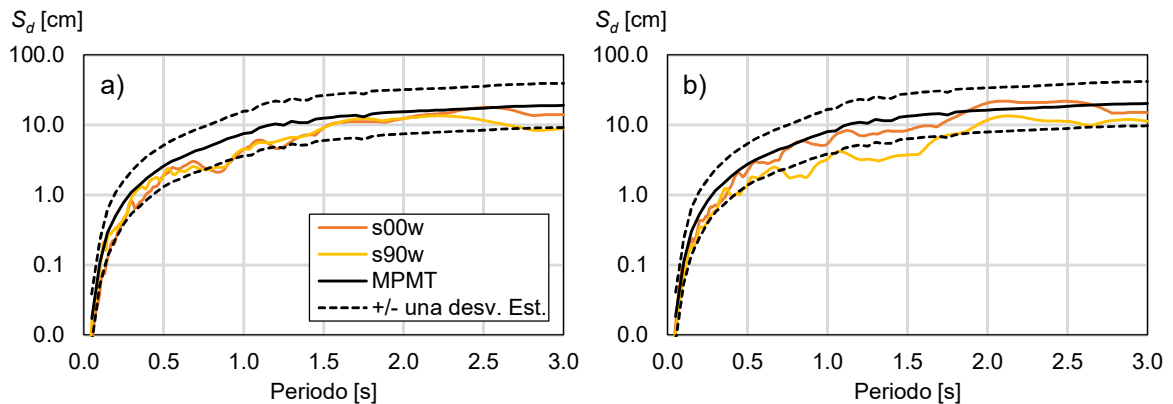 S_d [cm]
100.0
10.0
1.0
0.1
0.0
a)
s00w
s90w
MPMT
+/- una desv. Est.
0.0 0.5 1.0 1.5 2.0 2.5 3.0
Periodo [s]
S_d [cm]
100.0
10.0
1.0
0.1
0.0
b)
0.0 0.5 1.0 1.5 2.0 2.5 3.0
Periodo [s]